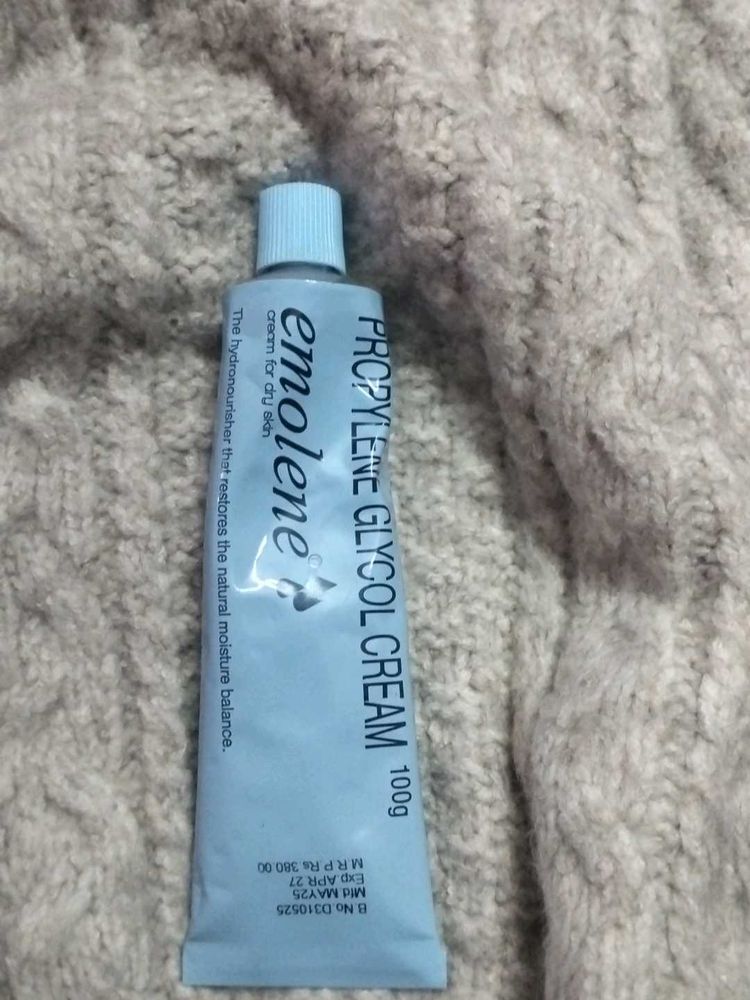 PROPYLENE GLYCOL CREAM 100g
emolene©
cream for dry skin
The hydronourisher that restores the natural moisture balance.
B No.D310525
Mfd MAY25
Exp.APR 27
M R P Rs 380.00